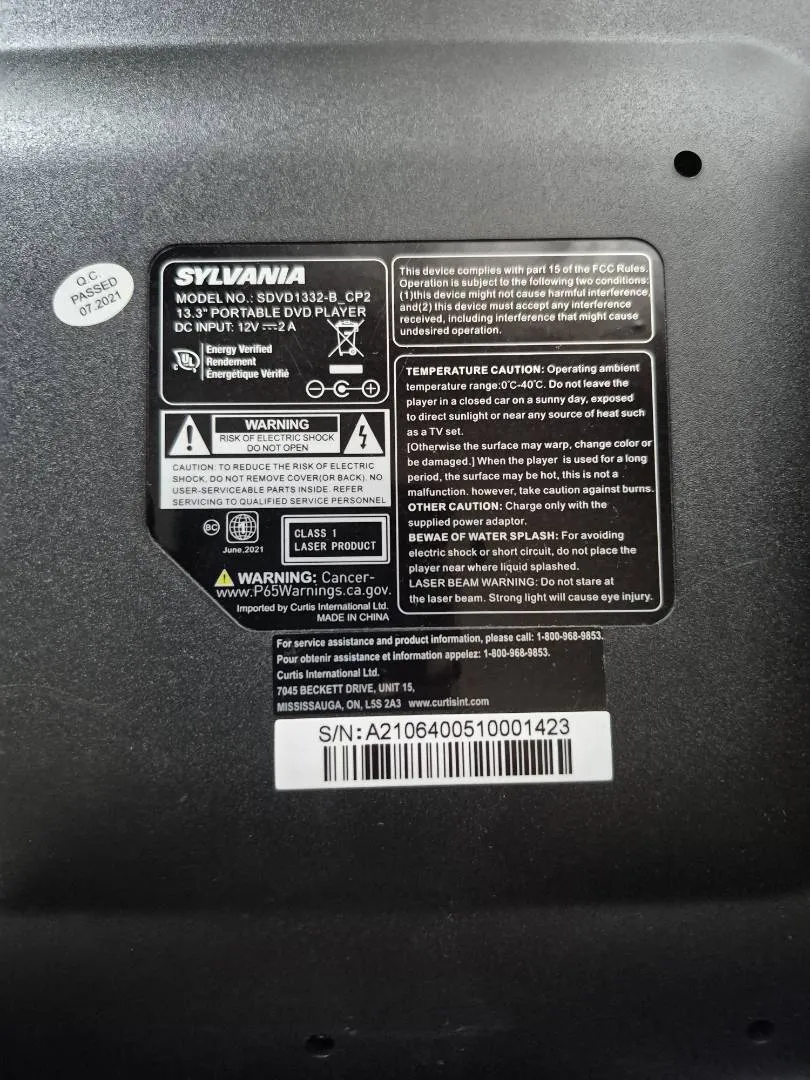 Q.C.
PASSED
07.2021
SYLVANIA
MODEL NO.: SDVD1332-B_CP2
13.3" PORTABLE DVD PLAYER
DC INPUT: 12V ⎓ 2 A
C UL
Energy Verified
Rendement
Énergétique Vérifié
This device complies with part 15 of the FCC Rules.
Operation is subject to the following two conditions:
(1)this device might not cause harmful interference,
and(2) this device must accept any interference
received, including interference that might cause
undesired operation.
WARNING
RISK OF ELECTRIC SHOCK
DO NOT OPEN
CAUTION: TO REDUCE THE RISK OF ELECTRIC
SHOCK, DO NOT REMOVE COVER(OR BACK). NO
USER-SERVICEABLE PARTS INSIDE. REFER
SERVICING TO QUALIFIED SERVICE PERSONNEL
TEMPERATURE CAUTION: Operating ambient
temperature range:0℃-40℃. Do not leave the
player in a closed car on a sunny day, exposed
to direct sunlight or near any source of heat such
as a TV set.
[Otherwise the surface may warp, change color or
be damaged.] When the player is used for a long
period, the surface may be hot, this is not a
malfunction. however, take caution against burns.
OTHER CAUTION: Charge only with the
supplied power adaptor.
BEWAE OF WATER SPLASH: For avoiding
electric shock or short circuit, do not place the
player near where liquid splashed.
LASER BEAM WARNING: Do not stare at
the laser beam. Strong light will cause eye injury.
BC
June,2021
CLASS 1
LASER PRODUCT
WARNING: Cancer-
www.P65Warnings.ca.gov.
Imported by Curtis International Ltd.
MADE IN CHINA
For service assistance and product information, please call: 1-800-968-9853.
Pour obtenir assistance et information appelez: 1-800-968-9853.
Curtis International Ltd.
7045 BECKETT DRIVE, UNIT 15,
MISSISSAUGA, ON, L5S 2A3 www.curtisint.com
S/N: A2106400510001423